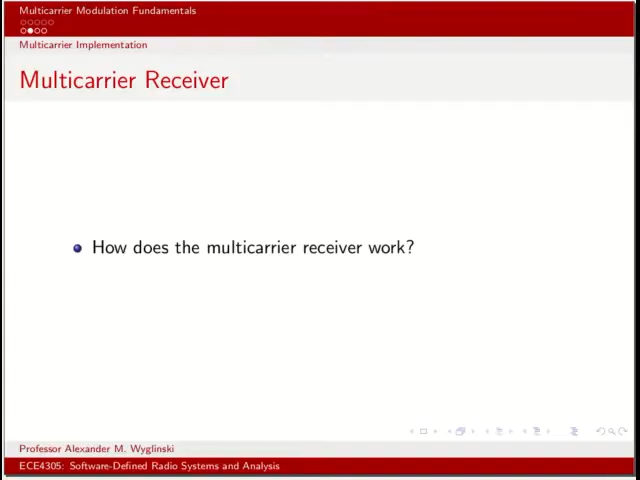 Multicarrier Modulation Fundamentals
Multicarrier Implementation
Multicarrier Receiver
How does the multicarrier receiver work?
Professor Alexander M. Wyglinski
ECE4305: Software-Defined Radio Systems and Analysis